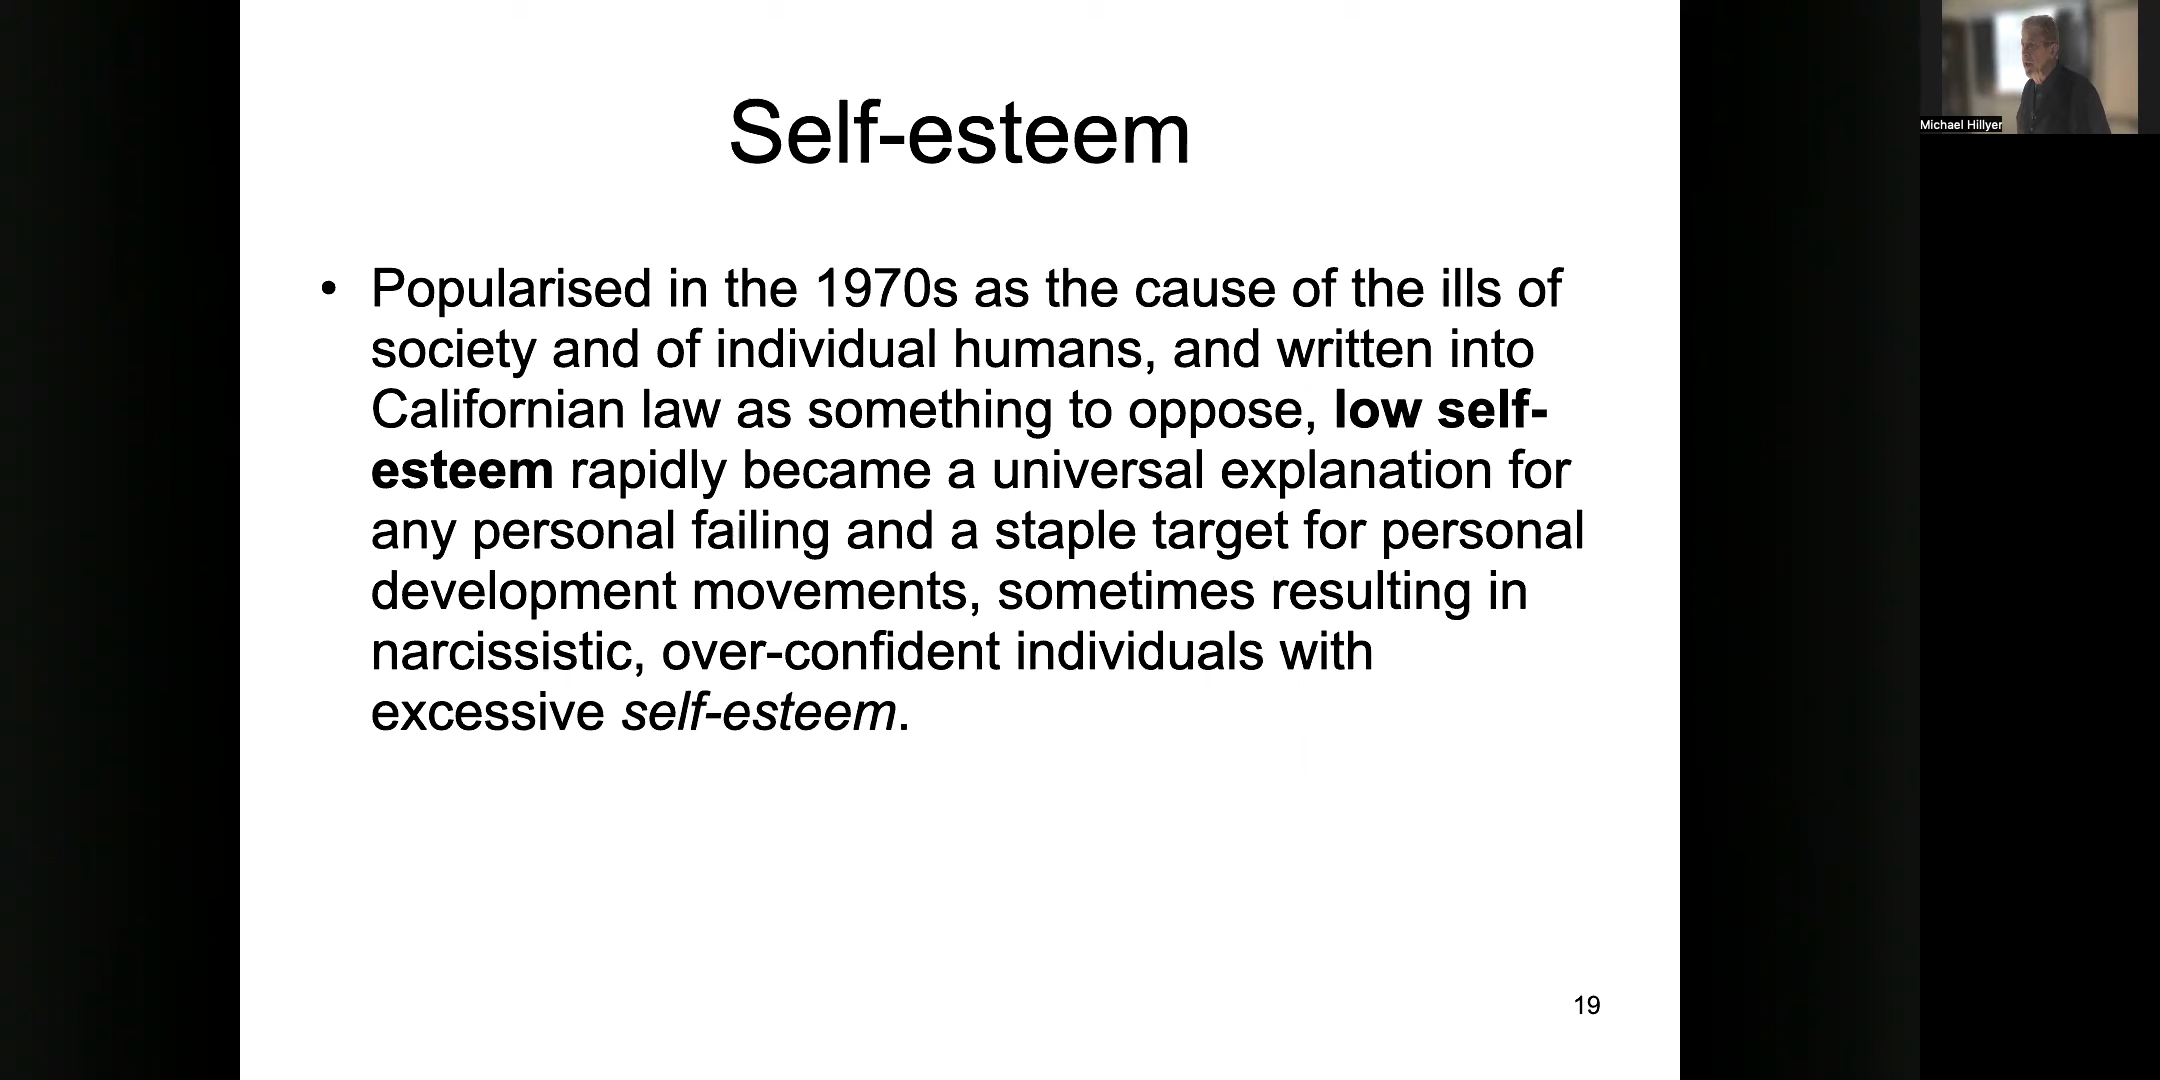 Self-esteem
• Popularised in the 1970s as the cause of the ills of
society and of individual humans, and written into
Californian law as something to oppose, low self-
esteem rapidly became a universal explanation for
any personal failing and a staple target for personal
development movements, sometimes resulting in
narcissistic, over-confident individuals with
excessive self-esteem.
19
Michael Hillyer